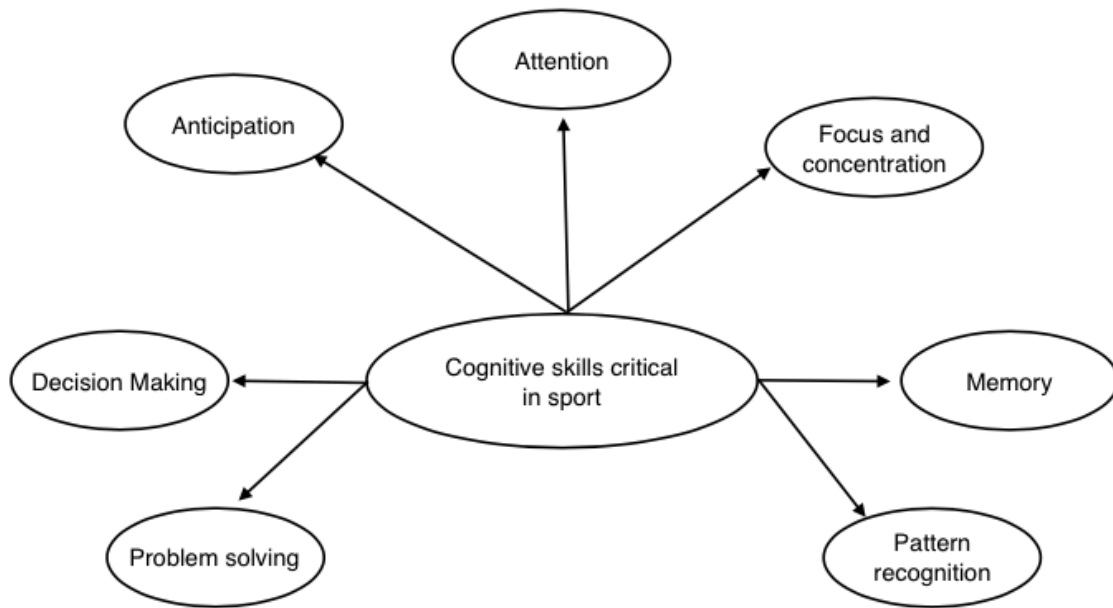 Attention
Anticipation
Focus and
concentration
Decision Making
Cognitive skills critical
in sport
Memory
Problem solving
Pattern
recognition